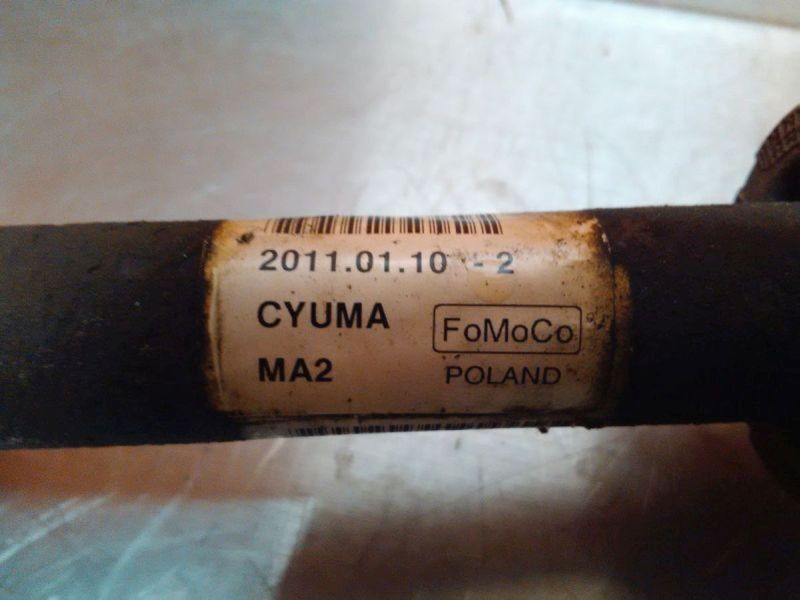 2011.01.10 - 2
CYUMA
FoMoCo
MA2
POLAND